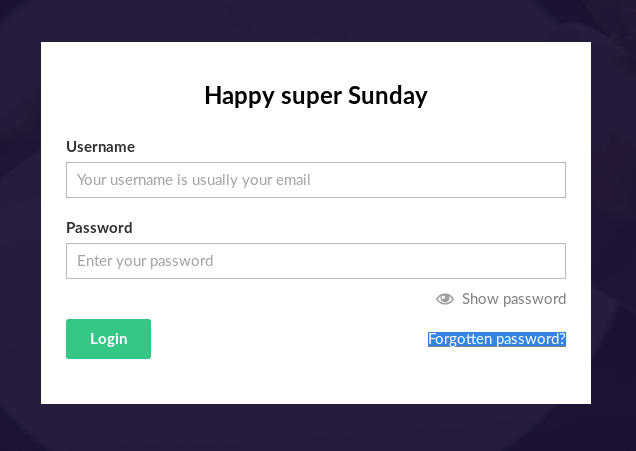 Happy super Sunday
Username
Your username is usually your email
Password
Enter your password
Show password
Login
Forgotten password?